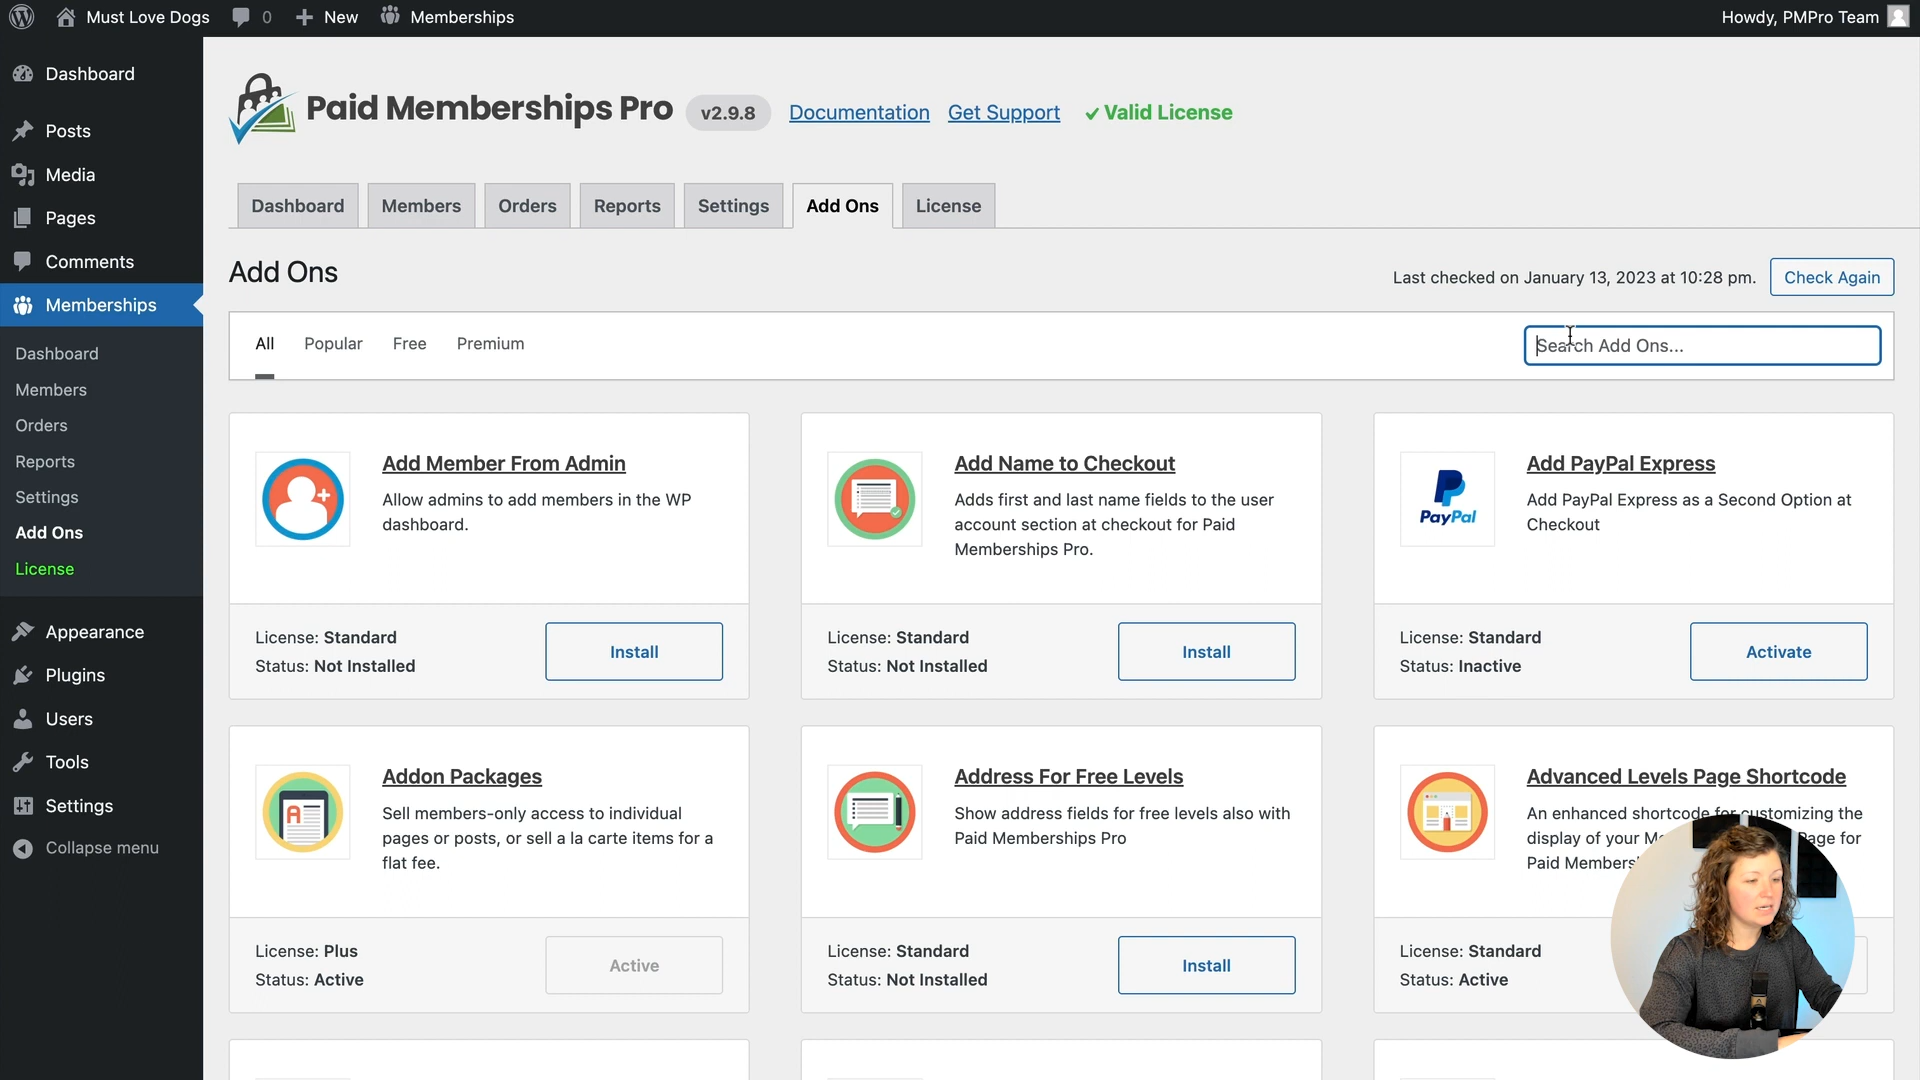 Must Love Dogs
0
New
Memberships
Howdy, PMPro Team
Dashboard
Posts
Media
Pages
Comments
Memberships
Dashboard
Members
Orders
Reports
Settings
Add Ons
License
Appearance
Plugins
Users
Tools
Settings
Collapse menu
Paid Memberships Pro
v2.9.8
Documentation
Get Support
Valid License
Dashboard
Members
Orders
Reports
Settings
Add Ons
License
Add Ons
Last checked on January 13, 2023 at 10:28 pm.
Check Again
All
Popular
Free
Premium
Search Add Ons...
Add Member From Admin
Allow admins to add members in the WP
dashboard.
License: Standard
Status: Not Installed
Install
Add Name to Checkout
Adds first and last name fields to the user
account section at checkout for Paid
Memberships Pro.
License: Standard
Status: Not Installed
Install
PayPal
Add PayPal Express
Add PayPal Express as a Second Option at
Checkout
License: Standard
Status: Inactive
Activate
Addon Packages
Sell members-only access to individual
pages or posts, or sell a la carte items for a
flat fee.
License: Plus
Status: Active
Active
Address For Free Levels
Show address fields for free levels also with
Paid Memberships Pro
License: Standard
Status: Not Installed
Install
Advanced Levels Page Shortcode
An enhanced shortcode for customizing the
display of your Page for
Paid
License: Standard
Status: Active